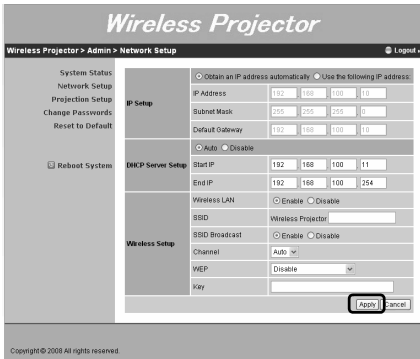 Wireless Projector
Wireless Projector > Admin > Network Setup
Logout
System Status
Network Setup
Projection Setup
Change Passwords
Reset to Default
Reboot System
IP Setup
Obtain an IP address automatically Use the following IP address:
IP Address 192 . 168 . 100 . 10
Subnet Mask 255 . 255 . 255 . 0
Default Gateway 192 . 168 . 100 . 10
DHCP Server Setup
Auto Disable
Start IP 192 . 168 . 100 . 11
End IP 192 . 168 . 100 . 254
Wireless Setup
Wireless LAN Enable Disable
SSID Wireless Projector
SSID Broadcast Enable Disable
Channel Auto
WEP Disable
Key
Apply Cancel
Copyright © 2008 All rights reserved.